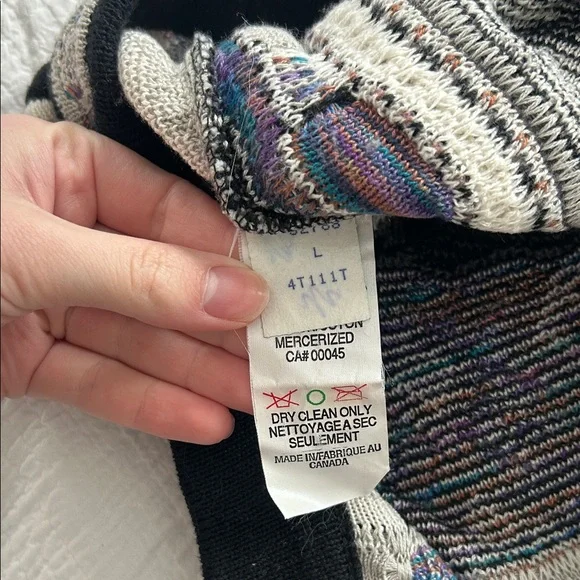 L
4T111T
MERCERIZED
CA# 00045
DRY CLEAN ONLY
NETTOYAGE A SEC
SEULEMENT
MADE IN/FABRIQUE AU
CANADA